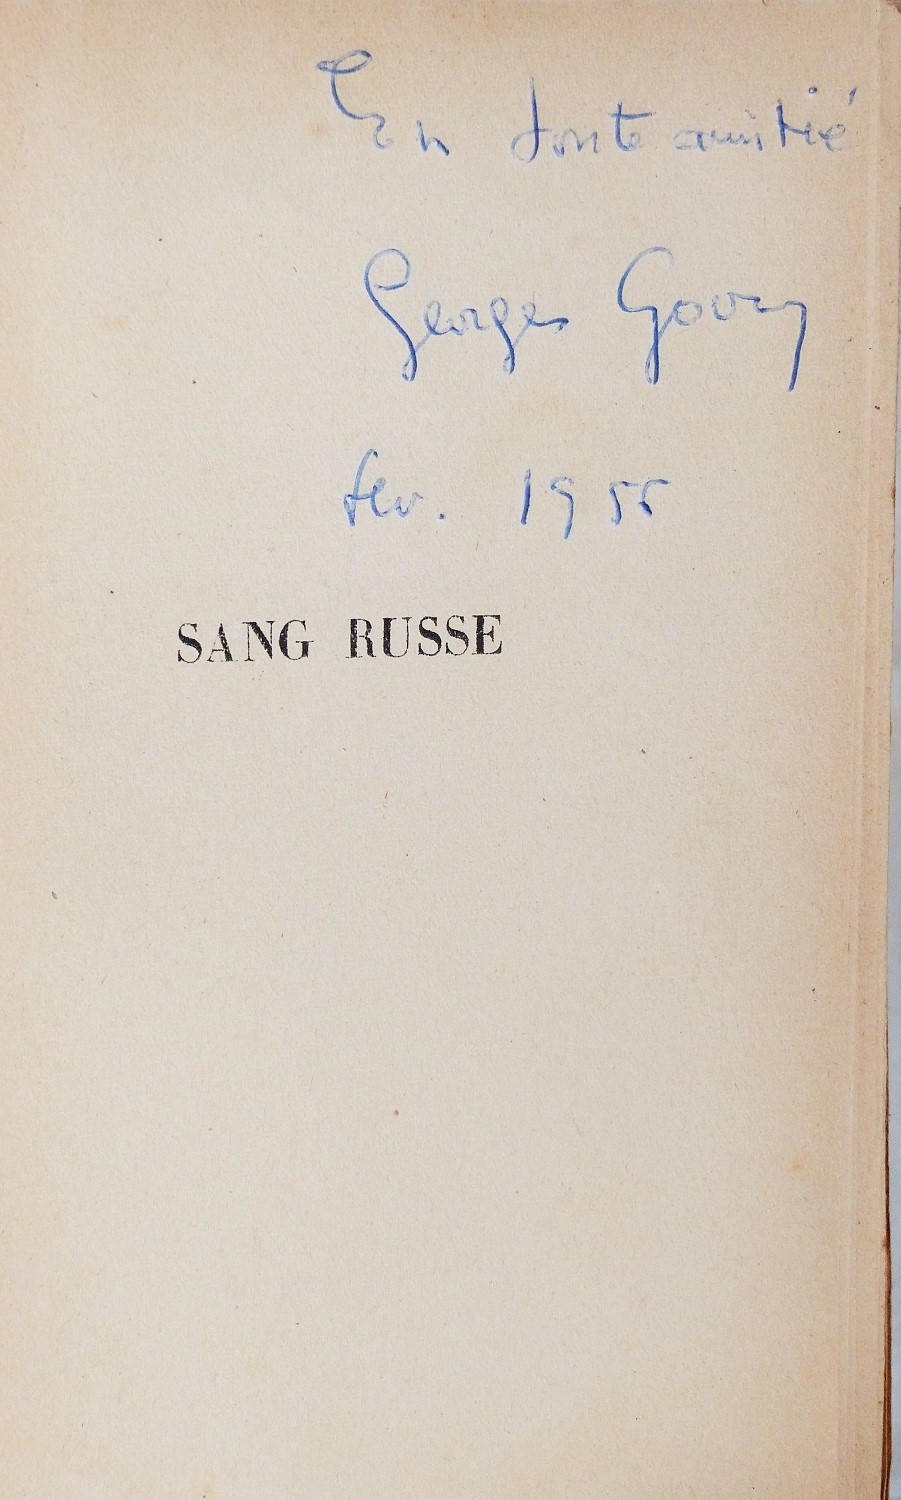 En toute amitié
Georges Govy
fev. 1955
SANG RUSSE